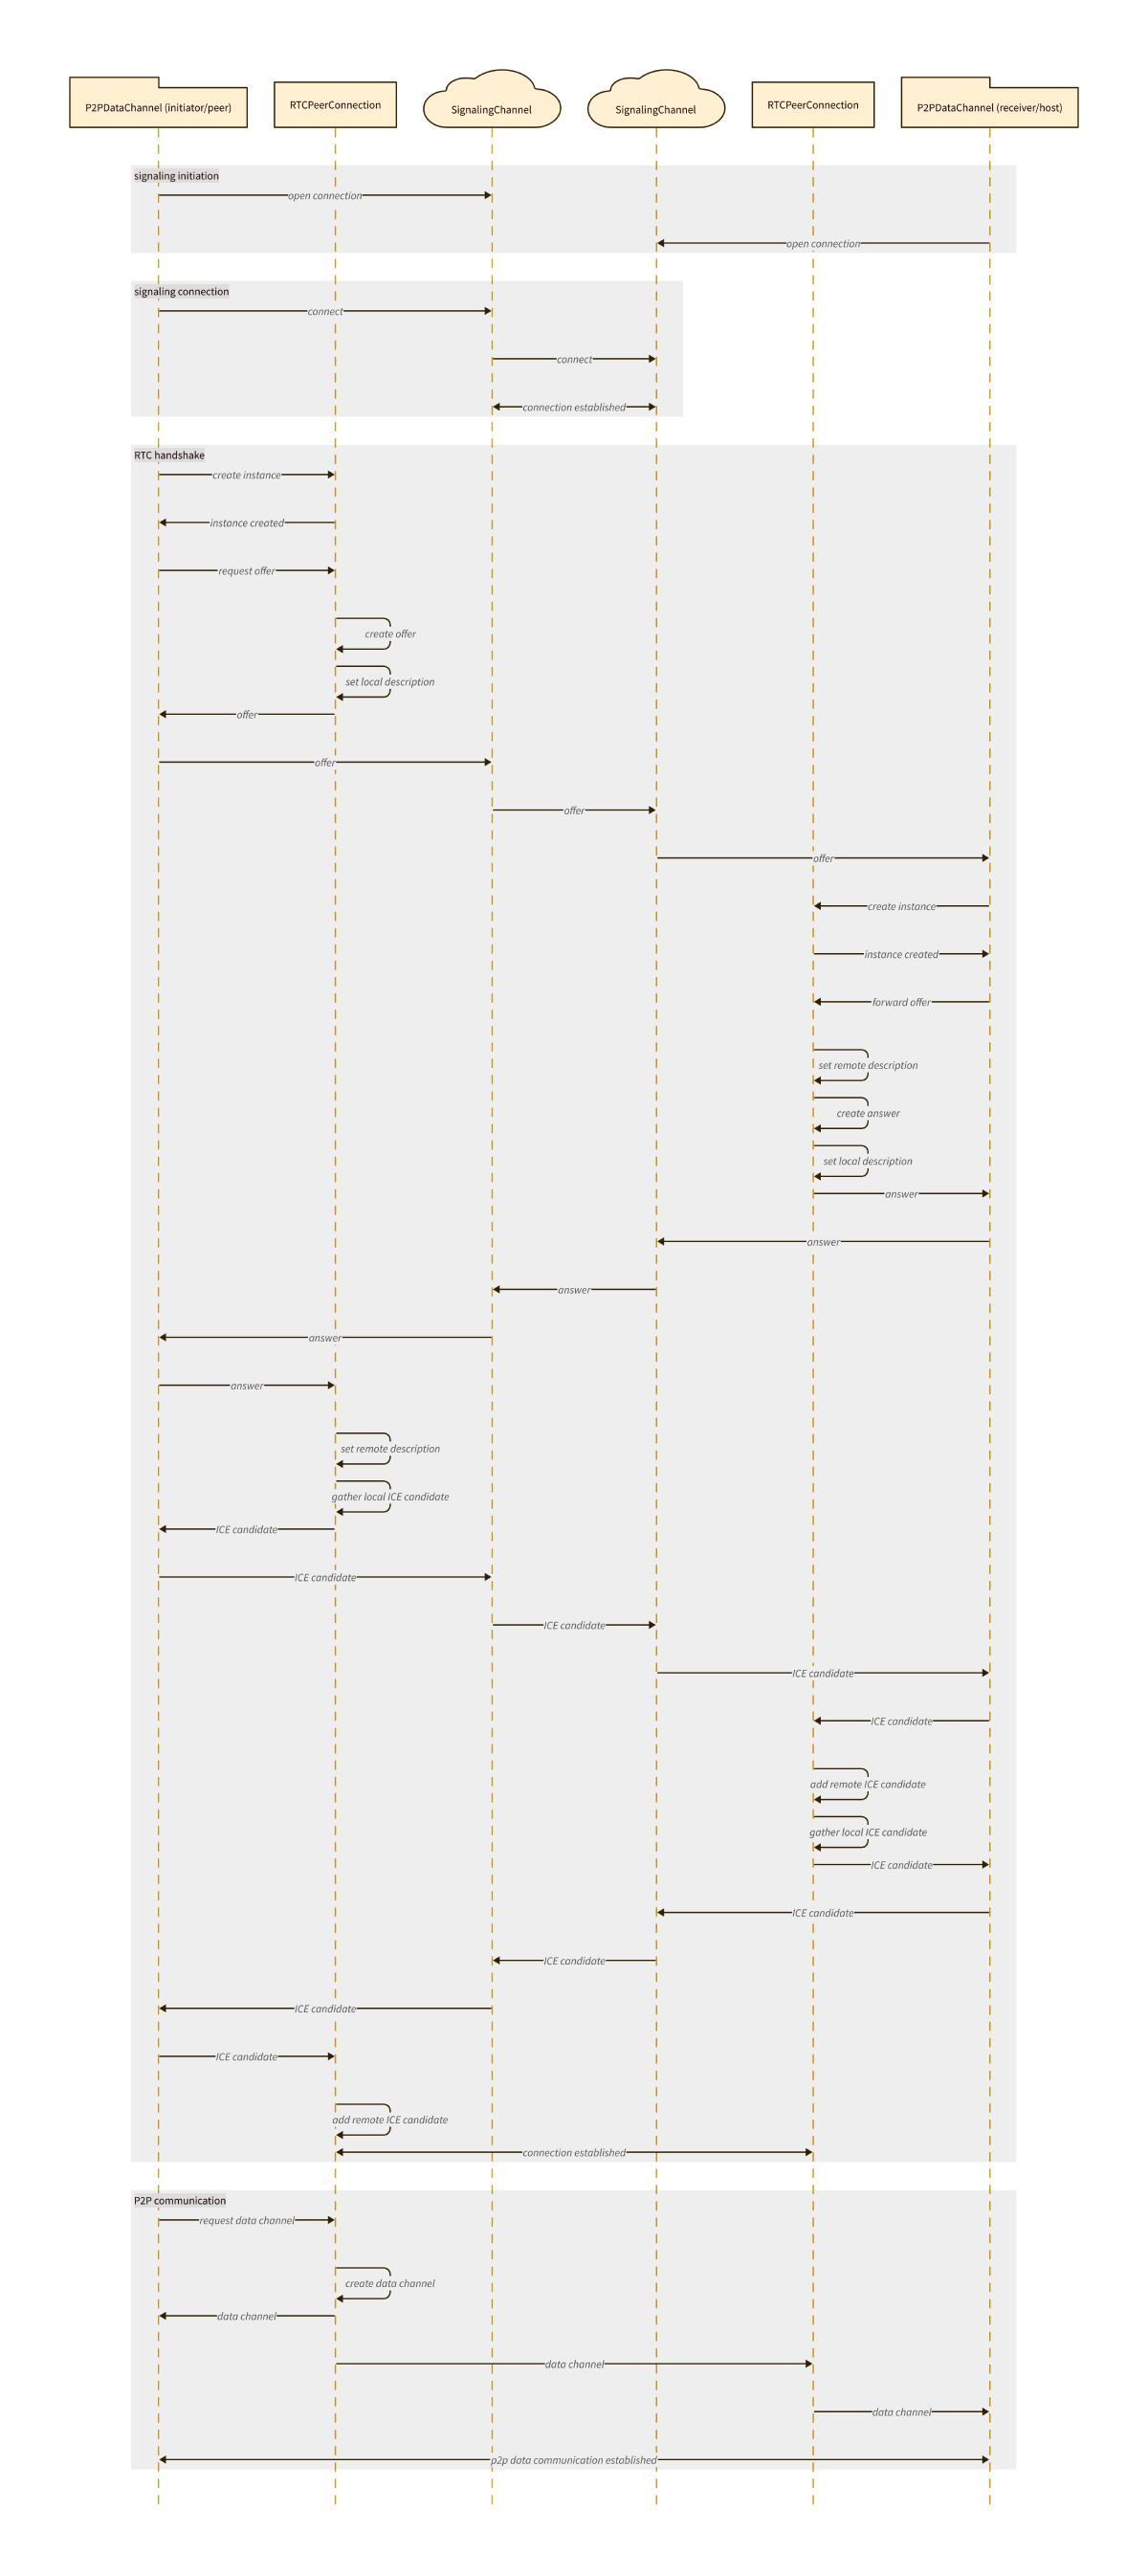 P2PDataChannel (initiator/peer)
RTCPeerConnection
SignalingChannel
SignalingChannel
RTCPeerConnection
P2PDataChannel (receiver/host)
signaling initiation
open connection
open connection
signaling connection
connect
connect
connection established
RTC handshake
create instance
instance created
request offer
create offer
set local description
offer
offer
offer
offer
create instance
instance created
forward offer
set remote description
create answer
set local description
answer
answer
answer
answer
answer
set remote description
gather local ICE candidate
ICE candidate
ICE candidate
ICE candidate
ICE candidate
ICE candidate
add remote ICE candidate
gather local ICE candidate
ICE candidate
ICE candidate
ICE candidate
ICE candidate
ICE candidate
add remote ICE candidate
connection established
P2P communication
request data channel
create data channel
data channel
data channel
data channel
p2p data communication established